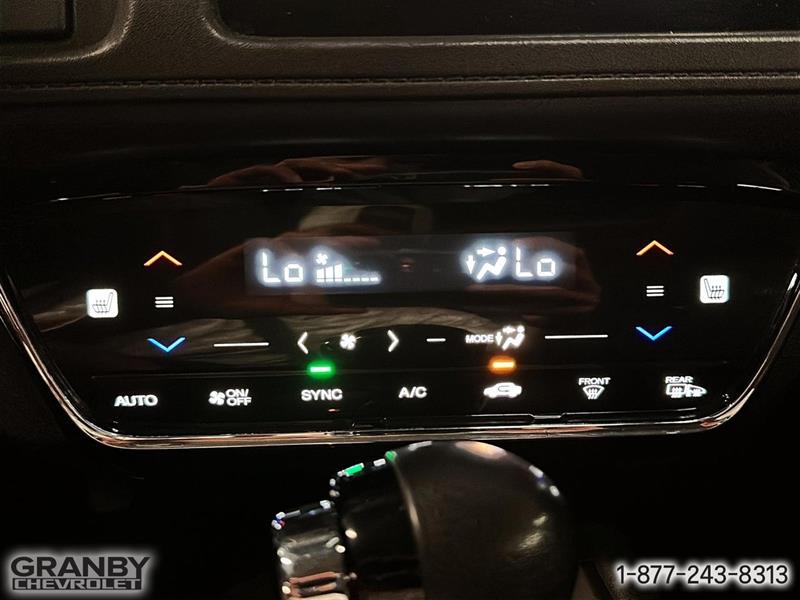 Lo Lo
MODE
AUTO ON/OFF SYNC A/C FRONT REAR
GRANBY
CHEVROLET
1-877-243-8313